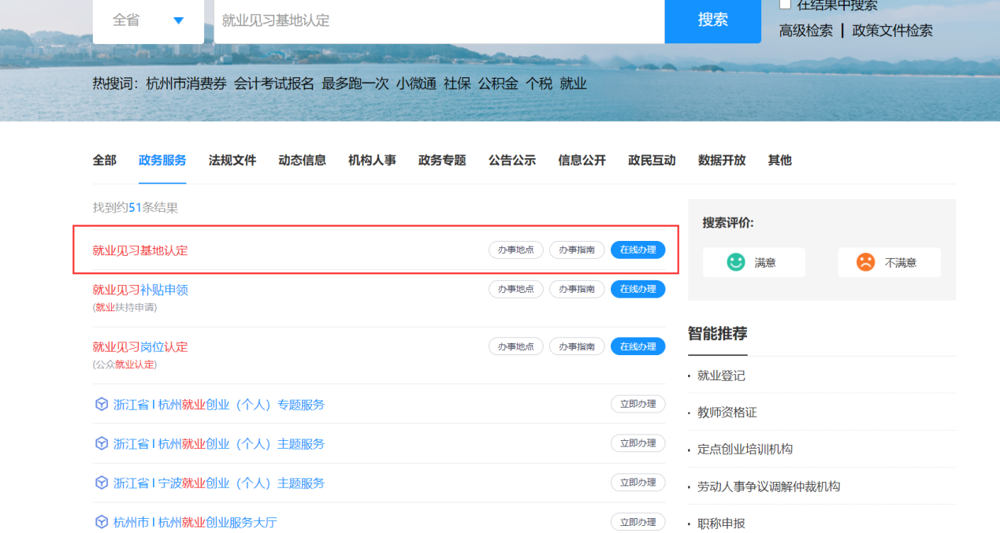 全省
就业见习基地认定
搜索
在结果中搜索
高级检索 | 政策文件检索
热搜词: 杭州市消费券 会计考试报名 最多跑一次 小微通 社保 公积金 个税 就业
全部 政务服务 法规文件 动态信息 机构人事 政务专题 公告公示 信息公开 政民互动 数据开放 其他
找到约51条结果
就业见习基地认定 办事地点 办事指南 在线办理
就业见习补贴申领 办事地点 办事指南 在线办理
(就业扶持申请)
就业见习岗位认定 办事地点 办事指南 在线办理
(公众就业认定)
浙江省 I 杭州就业创业（个人）专题服务 立即办理
浙江省 I 杭州就业创业（个人）主题服务 立即办理
浙江省 I 宁波就业创业（个人）主题服务 立即办理
杭州市 I 杭州就业创业服务大厅 立即办理
搜索评价:
满意 不满意
智能推荐
· 就业登记
· 教师资格证
· 定点创业培训机构
· 劳动人事争议调解仲裁机构
· 职称申报